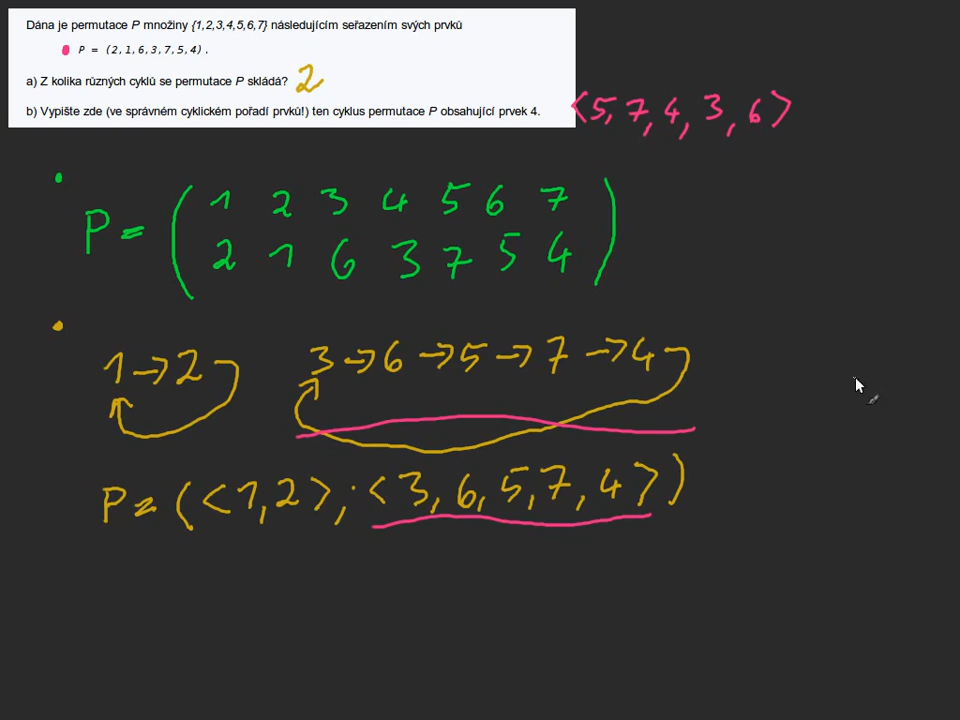 Dána je permutace P množiny {1,2,3,4,5,6,7} následujícím seřazením svých prvků
P = (2,1,6,3,7,5,4).
a) Z kolika různých cyklů se permutace P skládá? 2
b) Vypište zde (ve správném cyklickém pořadí prvků!) ten cyklus permutace P obsahující prvek 4. <5, 7, 4, 3, 6>
P = ( 1 2 3 4 5 6 7
2 1 6 3 7 5 4 )
1 → 2 3 → 6 → 5 → 7 → 4
P = (<1, 2>, · <3, 6, 5, 7, 4>)